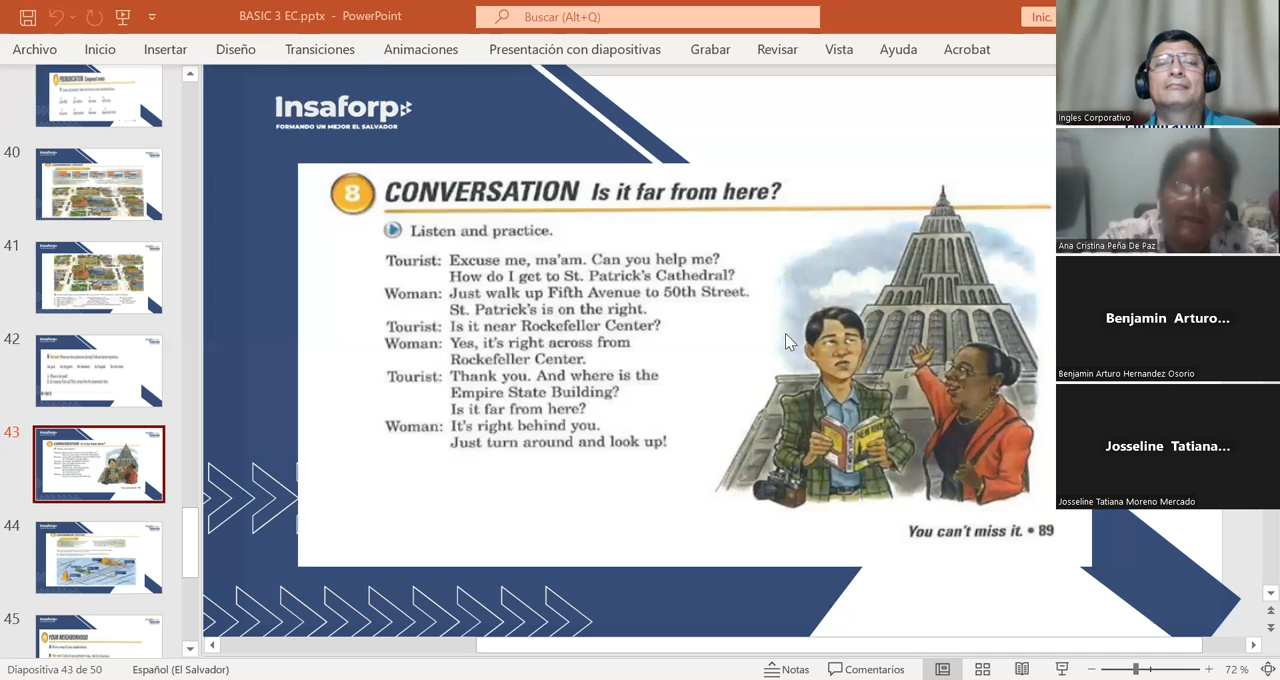 BASIC 3 EC.pptx - PowerPoint
Buscar (Alt+Q)
Inic.
Archivo Inicio Insertar Diseño Transiciones Animaciones Presentación con diapositivas Grabar Revisar Vista Ayuda Acrobat
40
41
42
43
44
45
Insaforp
FORMANDO UN MEJOR EL SALVADOR
8 CONVERSATION Is it far from here?
Listen and practice.
Tourist: Excuse me, ma'am. Can you help me?
How do I get to St. Patrick's Cathedral?
Woman: Just walk up Fifth Avenue to 50th Street.
St. Patrick's is on the right.
Tourist: Is it near Rockefeller Center?
Woman: Yes, it's right across from
Rockefeller Center.
Tourist: Thank you. And where is the
Empire State Building?
Is it far from here?
Woman: It's right behind you.
Just turn around and look up!
You can't miss it. • 89
Ingles Corporativo
Ana Cristina Peña De Paz
Benjamin Arturo...
Benjamin Arturo Hernandez Osorio
Josseline Tatiana...
Josseline Tatiana Moreno Mercado
Diapositiva 43 de 50 Español (El Salvador) Notas Comentarios 72 %